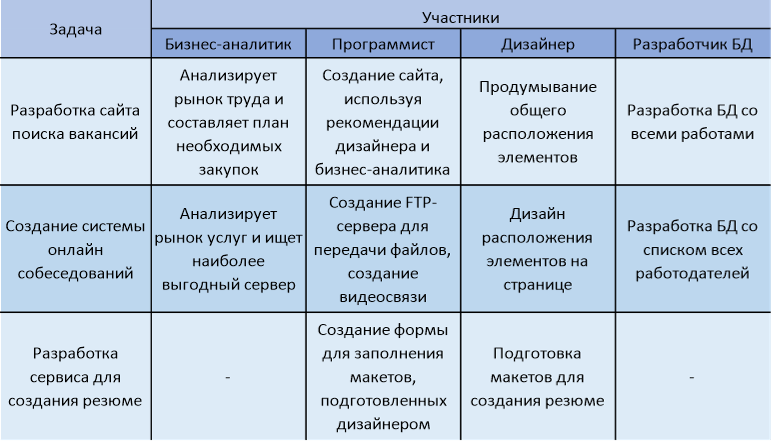 Задача
Участники
Бизнес-аналитик
Программист
Дизайнер
Разработчик БД
Разработка сайта
поиска вакансий
Анализирует
рынок труда и
составляет план
необходимых
закупок
Создание сайта,
используя
рекомендации
дизайнера и
бизнес-аналитика
Продумывание
общего
расположения
элементов
Разработка БД со
всеми работами
Создание системы
онлайн
собеседований
Анализирует
рынок услуг и ищет
наиболее
выгодный сервер
Создание FTP-
сервера для
передачи файлов,
создание
видеосвязи
Дизайн
расположения
элементов на
странице
Разработка БД со
списком всех
работодателей
Разработка
сервиса для
создания резюме
-
Создание формы
для заполнения
макетов,
подготовленных
дизайнером
Подготовка
макетов для
создания резюме
-